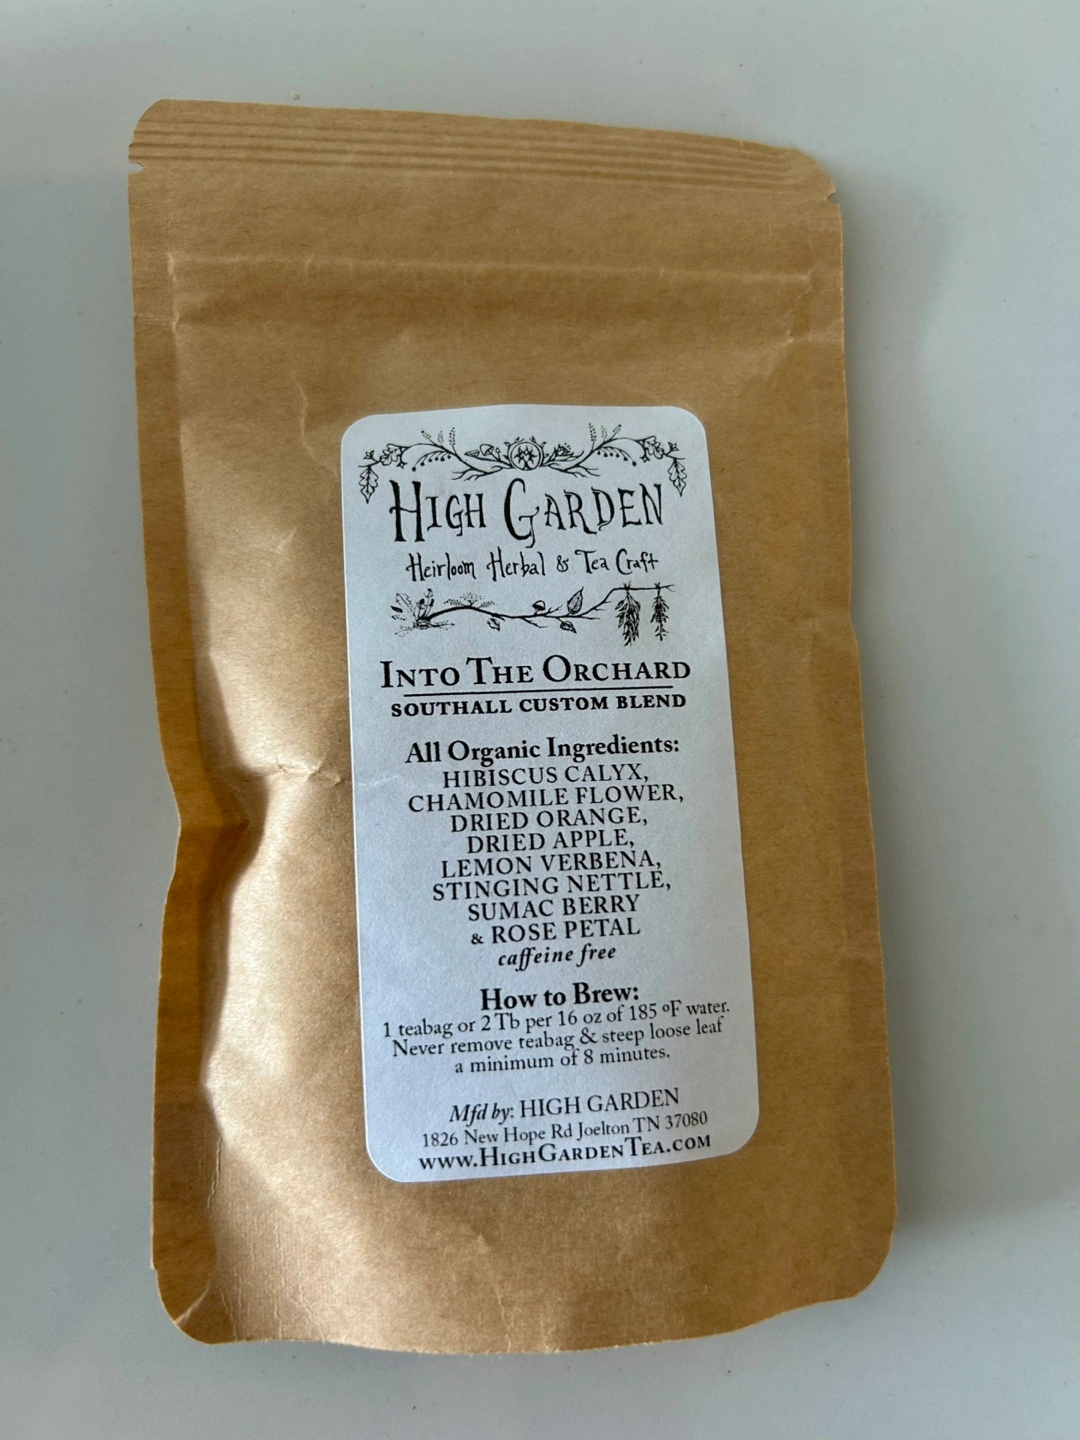 HIGH GARDEN
Heirloom Herbal & Tea Craft
INTO THE ORCHARD
SOUTHALL CUSTOM BLEND
All Organic Ingredients:
HIBISCUS CALYX,
CHAMOMILE FLOWER,
DRIED ORANGE,
DRIED APPLE,
LEMON VERBENA,
STINGING NETTLE,
SUMAC BERRY
& ROSE PETAL
caffeine free
How to Brew:
1 teabag or 2 Tb per 16 oz of 185 ºF water.
Never remove teabag & steep loose leaf
a minimum of 8 minutes.
Mfd by: HIGH GARDEN
1826 New Hope Rd Joelton TN 37080
WWW.HIGHGARDENTEA.COM